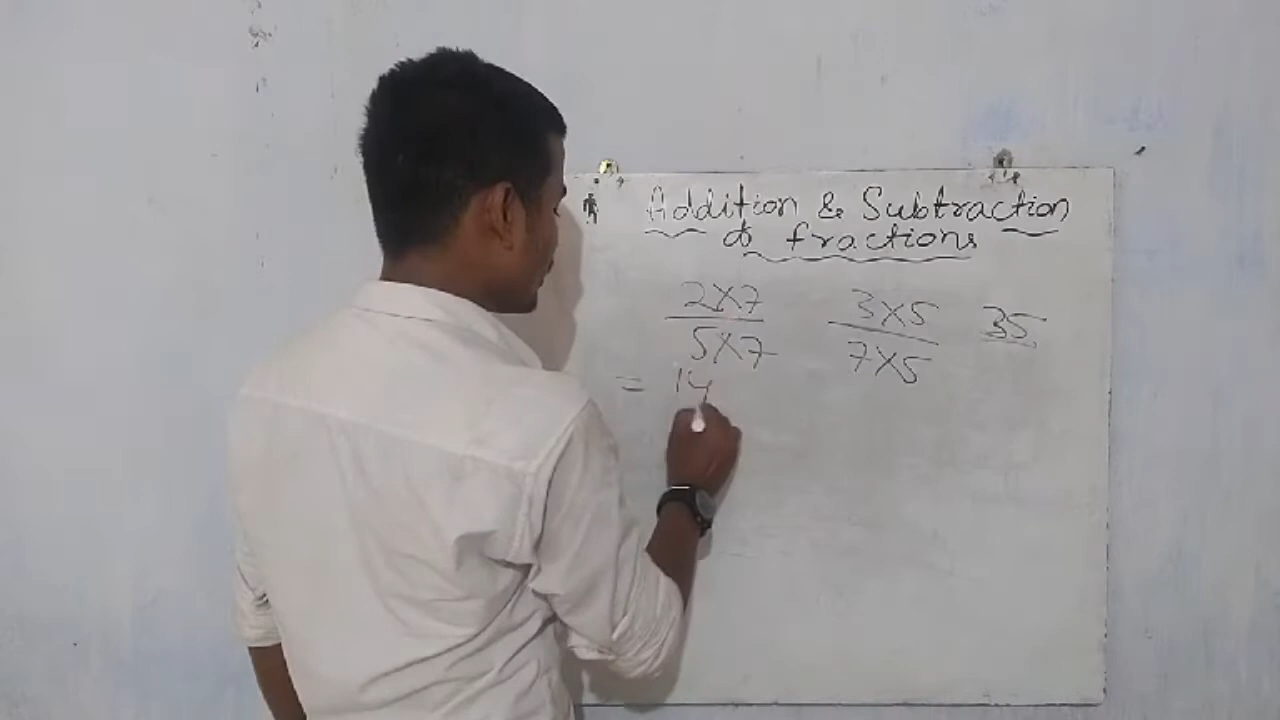 Addition & Subtraction
of fractions
2X7 3X5 35
5X7 7X5
= 14